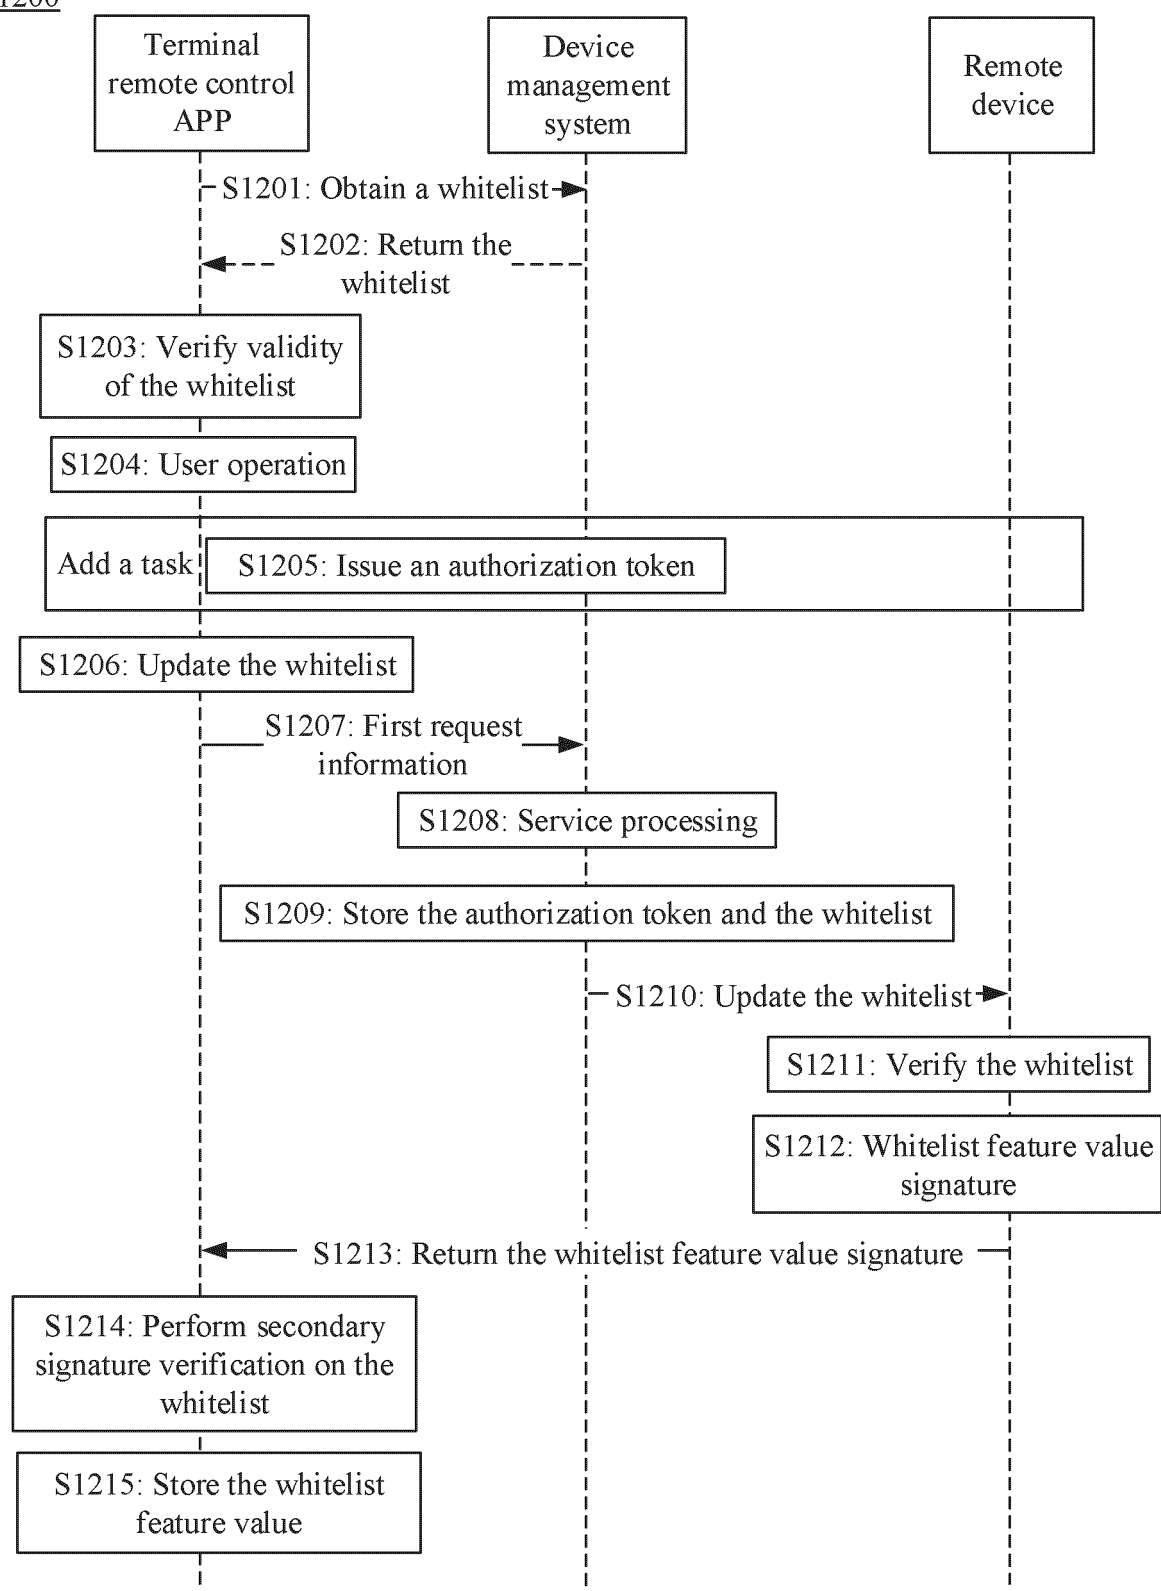 Terminal
remote control
APP
Device
management
system
Remote
device
S1201: Obtain a whitelist
S1202: Return the
whitelist
S1203: Verify validity
of the whitelist
S1204: User operation
Add a task
S1205: Issue an authorization token
S1206: Update the whitelist
S1207: First request
information
S1208: Service processing
S1209: Store the authorization token and the whitelist
S1210: Update the whitelist
S1211: Verify the whitelist
S1212: Whitelist feature value
signature
S1213: Return the whitelist feature value signature
S1214: Perform secondary
signature verification on the
whitelist
S1215: Store the whitelist
feature value